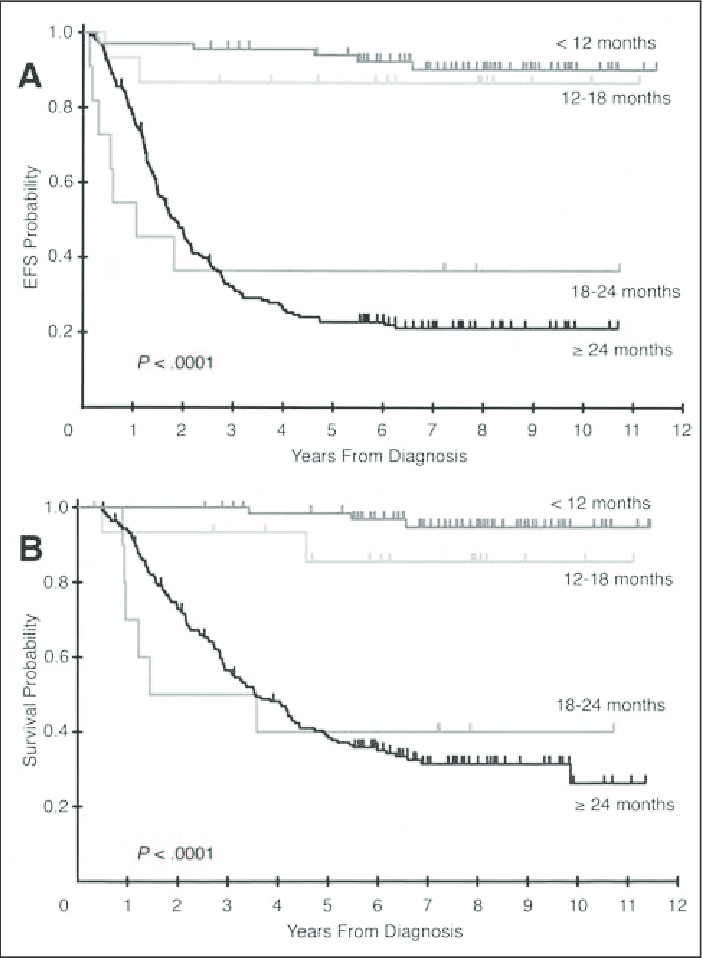 A
EFS Probability
1.0
0.8
0.6
0.4
0.2
< 12 months
12-18 months
18-24 months
≥ 24 months
P < .0001
0 1 2 3 4 5 6 7 8 9 10 11 12
Years From Diagnosis
B
Survival Probability
1.0
0.8
0.6
0.4
0.2
< 12 months
12-18 months
18-24 months
≥ 24 months
P < .0001
0 1 2 3 4 5 6 7 8 9 10 11 12
Years From Diagnosis